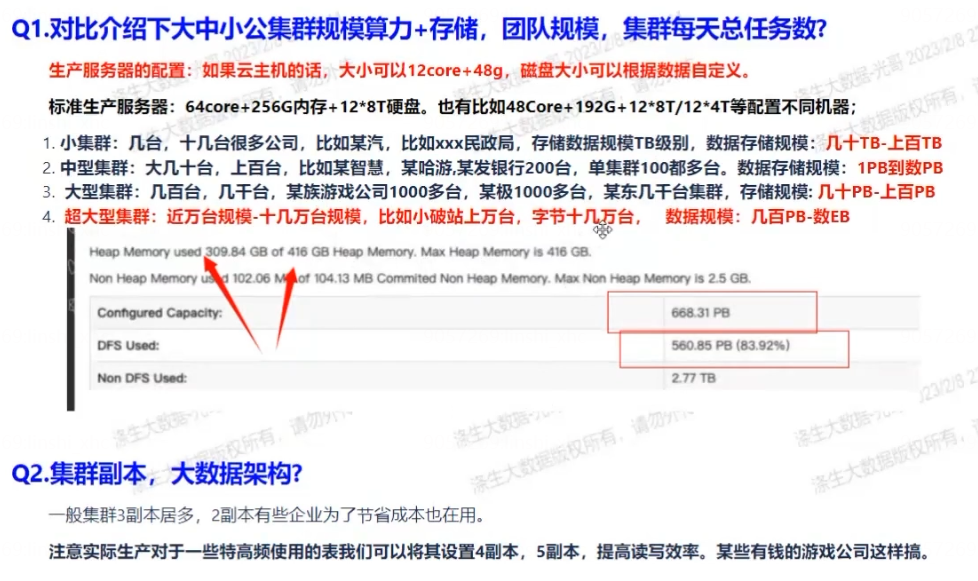 Q1.对比介绍下大中小公集群规模算力+存储，团队规模，集群每天总任务数?
生产服务器的配置：如果云主机的话，大小可以12core+48g，磁盘大小可以根据数据自定义。
标准生产服务器：64core+256G内存+12*8T硬盘。也有比如48Core+192G+12*8T/12*4T等配置不同机器；
1. 小集群：几台，十几台很多公司，比如某汽，比如xxx民政局，存储数据规模TB级别，数据存储规模：几十TB-上百TB
2. 中型集群：大几十台，上百台，比如某智慧，某哈游,某发银行200台，单集群100都多台。数据存储规模：1PB到数PB
3. 大型集群：几百台，几千台，某族游戏公司1000多台，某极1000多台，某东几千台集群，存储规模: 几十PB-上百PB
4. 超大型集群：近万台规模-十几万台规模，比如小破站上万台，字节十几万台， 数据规模：几百PB-数EB
Heap Memory used 309.84 GB of 416 GB Heap Memory. Max Heap Memory is 416 GB.
Non Heap Memory used 102.06 MB of 104.13 MB Commited Non Heap Memory. Max Non Heap Memory is 2.5 GB.
Configured Capacity: 668.31 PB
DFS Used: 560.85 PB (83.92%)
Non DFS Used: 2.77 TB
Q2.集群副本，大数据架构?
一般集群3副本居多，2副本有些企业为了节省成本也在用。
注意实际生产对于一些特高频使用的表我们可以将其设置4副本，5副本，提高读写效率。某些有钱的游戏公司这样搞。